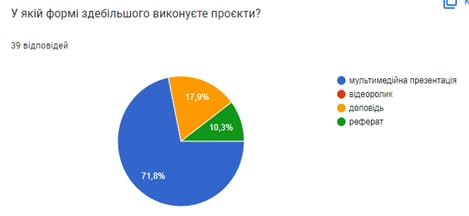 У якій формі здебільшого виконуєте проєкти?
39 відповідей
17,9%
10,3%
71,8%
мультимедійна презентація
відеоролик
доповідь
реферат